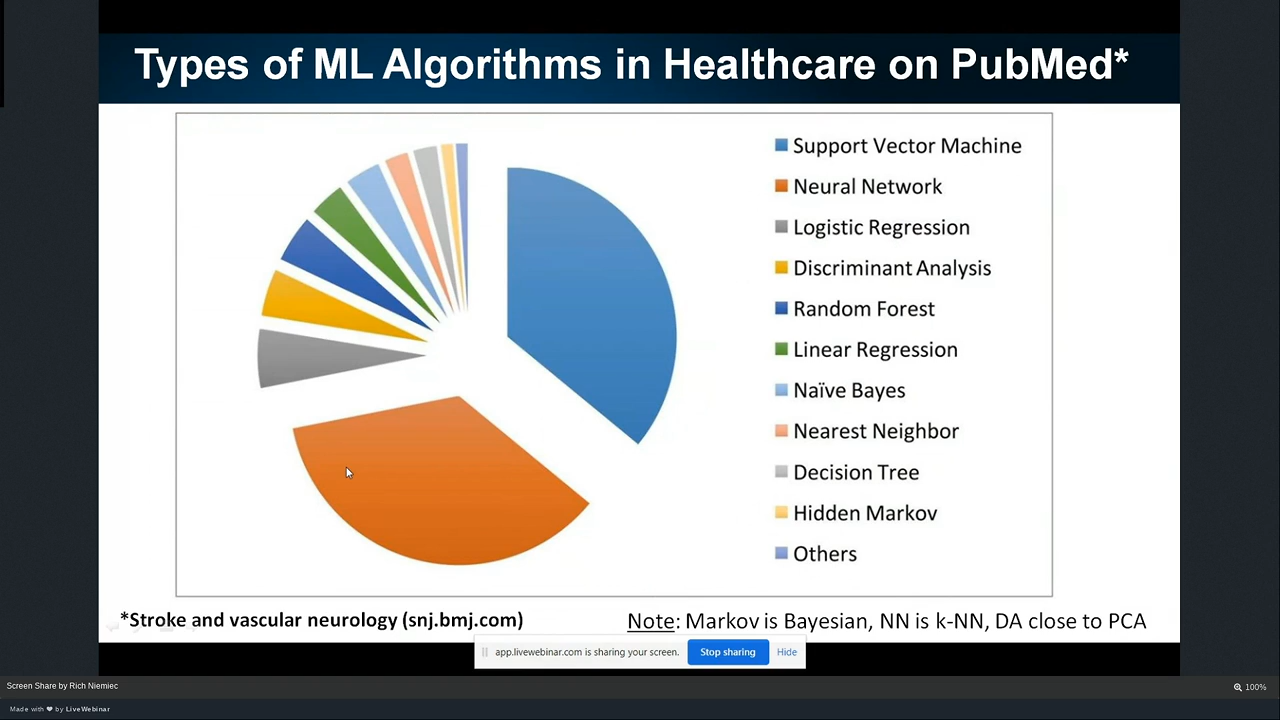 Types of ML Algorithms in Healthcare on PubMed*
Support Vector Machine
Neural Network
Logistic Regression
Discriminant Analysis
Random Forest
Linear Regression
Naïve Bayes
Nearest Neighbor
Decision Tree
Hidden Markov
Others
*Stroke and vascular neurology (snj.bmj.com)
Note: Markov is Bayesian, NN is k-NN, DA close to PCA
app.livewebinar.com is sharing your screen. Stop sharing Hide
Screen Share by Rich Niemiec
100%
Made with ❤ by LiveWebinar